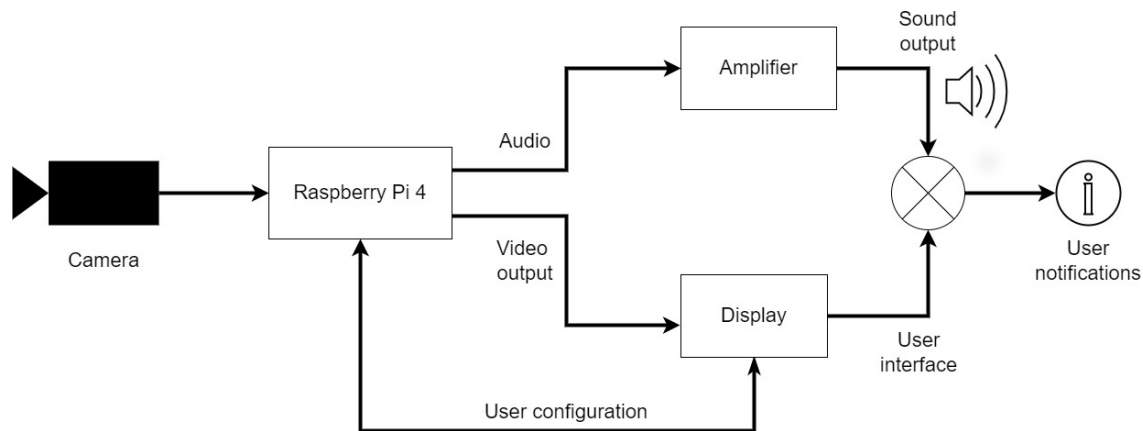 Sound
output
Amplifier
Audio
Raspberry Pi 4
Camera
Video
output
Display
User
notifications
User
interface
User configuration